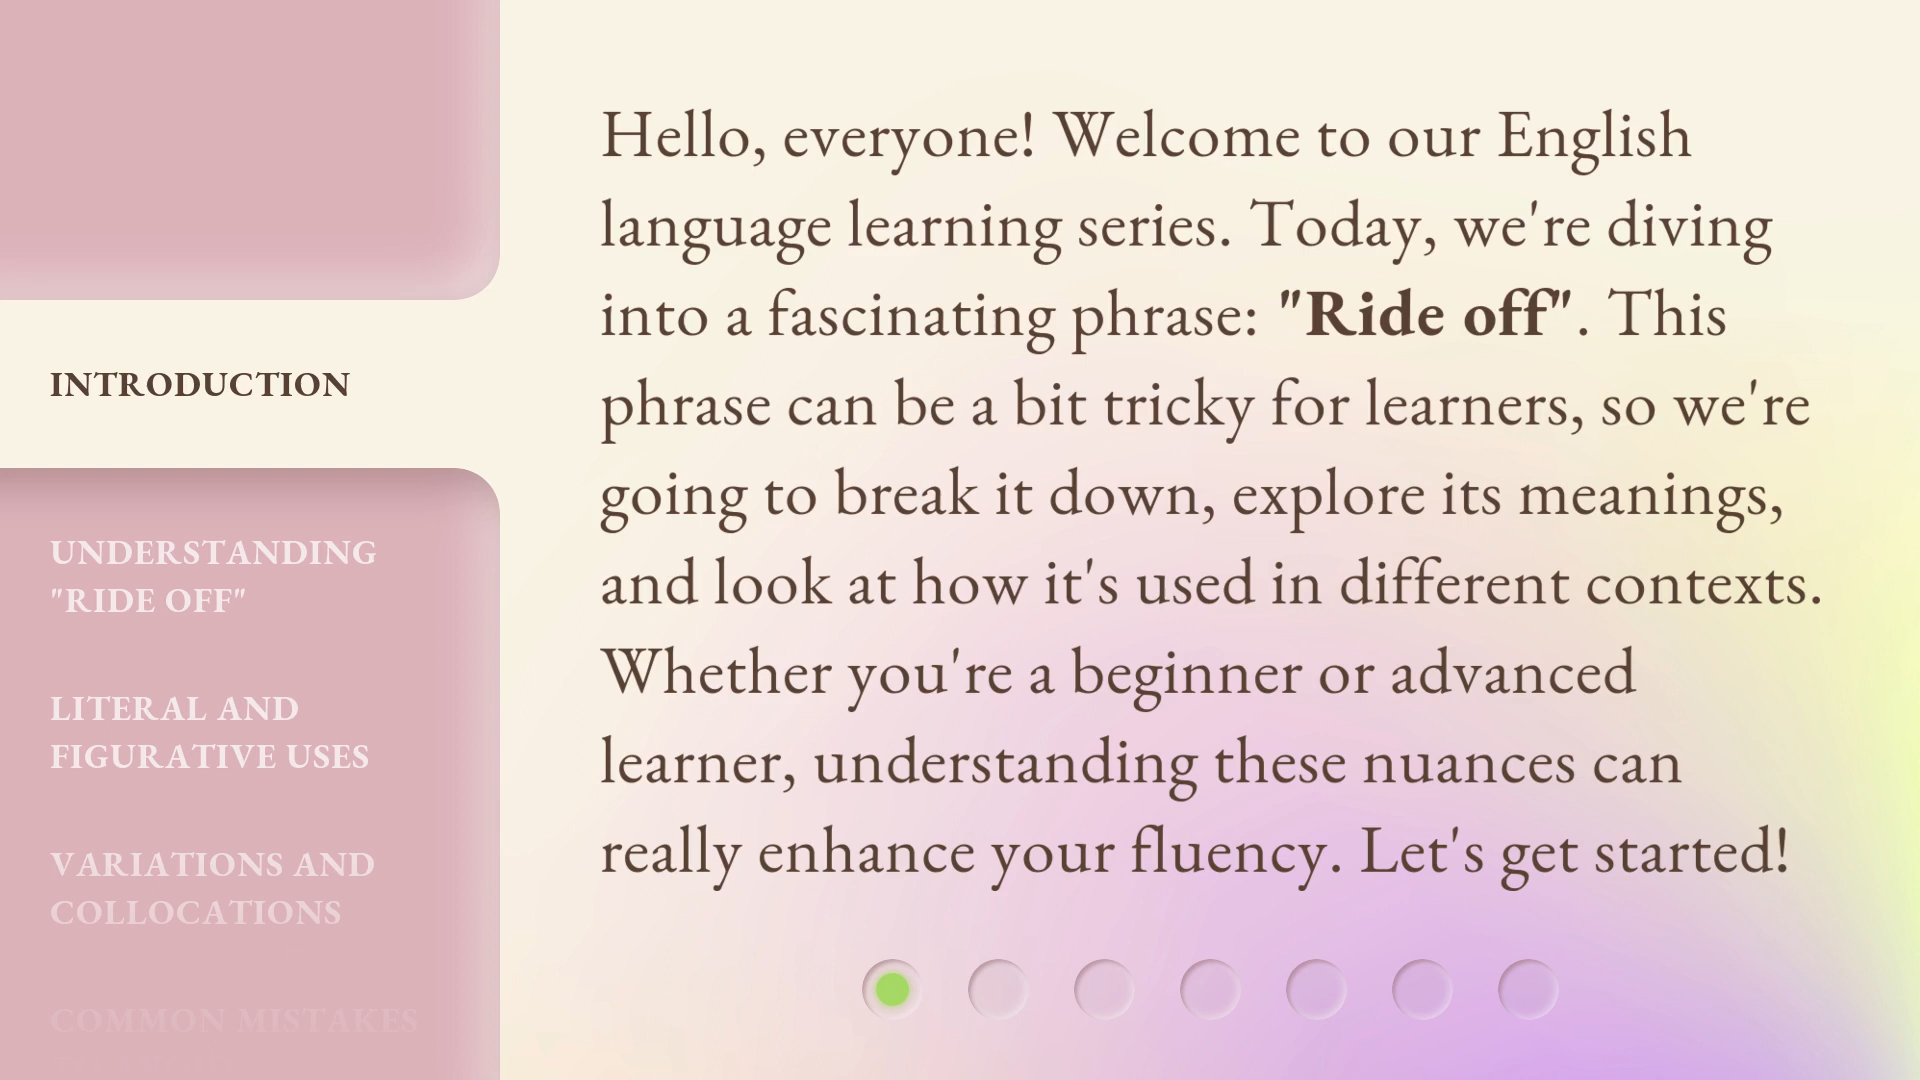 INTRODUCTION
UNDERSTANDING
"RIDE OFF"
LITERAL AND
FIGURATIVE USES
VARIATIONS AND
COLLOCATIONS
COMMON MISTAKES
Hello, everyone! Welcome to our English
language learning series. Today, we're diving
into a fascinating phrase: "Ride off". This
phrase can be a bit tricky for learners, so we're
going to break it down, explore its meanings,
and look at how it's used in different contexts.
Whether you're a beginner or advanced
learner, understanding these nuances can
really enhance your fluency. Let's get started!